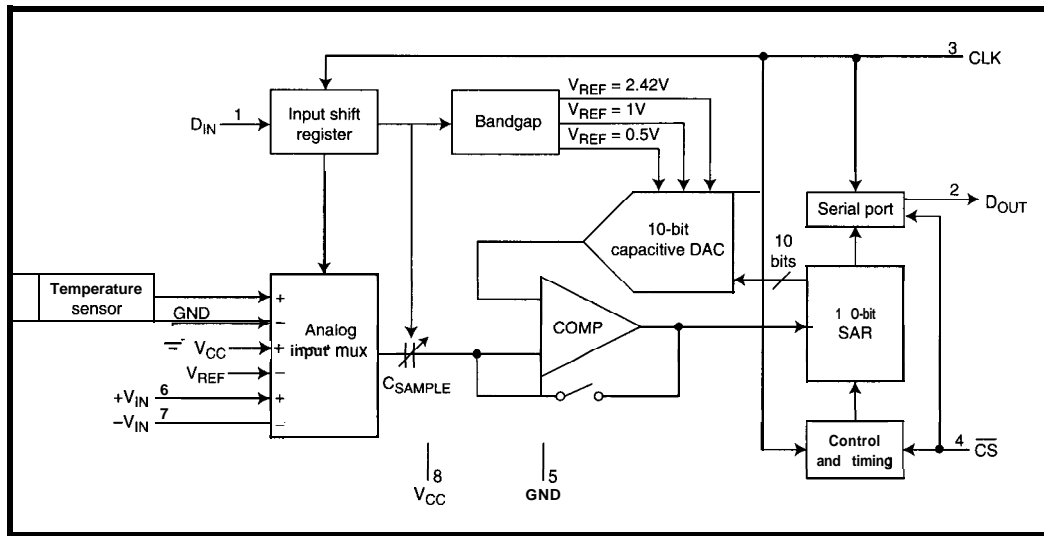 3 CLK
V_REF = 2.42V
V_REF = 1V
V_REF = 0.5V
D_IN 1
Input shift
register
Bandgap
2 D_OUT
Serial port
10-bit
capacitive DAC
10
bits
Temperature
sensor
+
GND
−
V_CC
+
V_REF
−
+V_IN 6
+
−V_IN 7
−
Analog
input mux
C_SAMPLE
COMP
1 0-bit
SAR
Control
and timing
4 C̅S̅
8
V_CC
5
GND